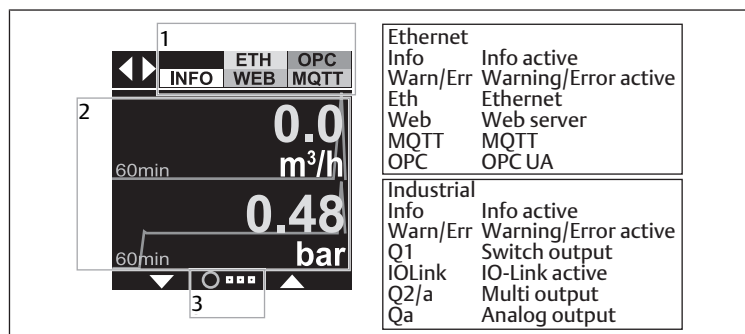 1
ETH OPC
INFO WEB MQTT
2
0.0
60min m³/h
0.48
60min bar
3
Ethernet
Info Info active
Warn/Err Warning/Error active
Eth Ethernet
Web Web server
MQTT MQTT
OPC OPC UA
Industrial
Info Info active
Warn/Err Warning/Error active
Q1 Switch output
IOLink IO-Link active
Q2/a Multi output
Qa Analog output